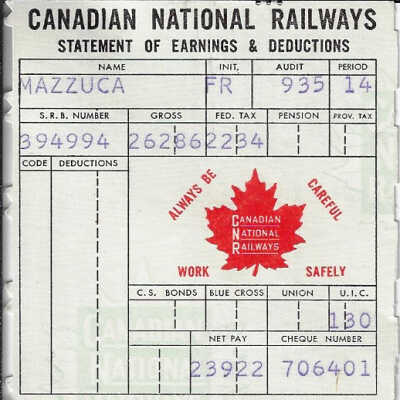 CANADIAN NATIONAL RAILWAYS
STATEMENT OF EARNINGS & DEDUCTIONS
NAME INIT. AUDIT PERIOD
MAZZUCA FR 935 14
S.R.B. NUMBER GROSS FED. TAX PENSION PROV. TAX
394994 26286 2234
CODE DEDUCTIONS
ALWAYS BE CAREFUL
CANADIAN
NATIONAL
RAILWAYS
WORK SAFELY
C.S. BONDS BLUE CROSS UNION U.I.C.
130
NET PAY CHEQUE NUMBER
23922 706401